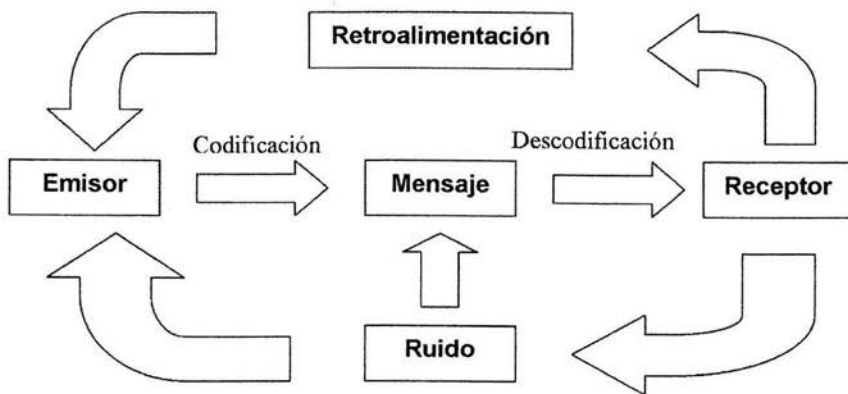 Retroalimentación
Codificación
Descodificación
Emisor
Mensaje
Receptor
Ruido